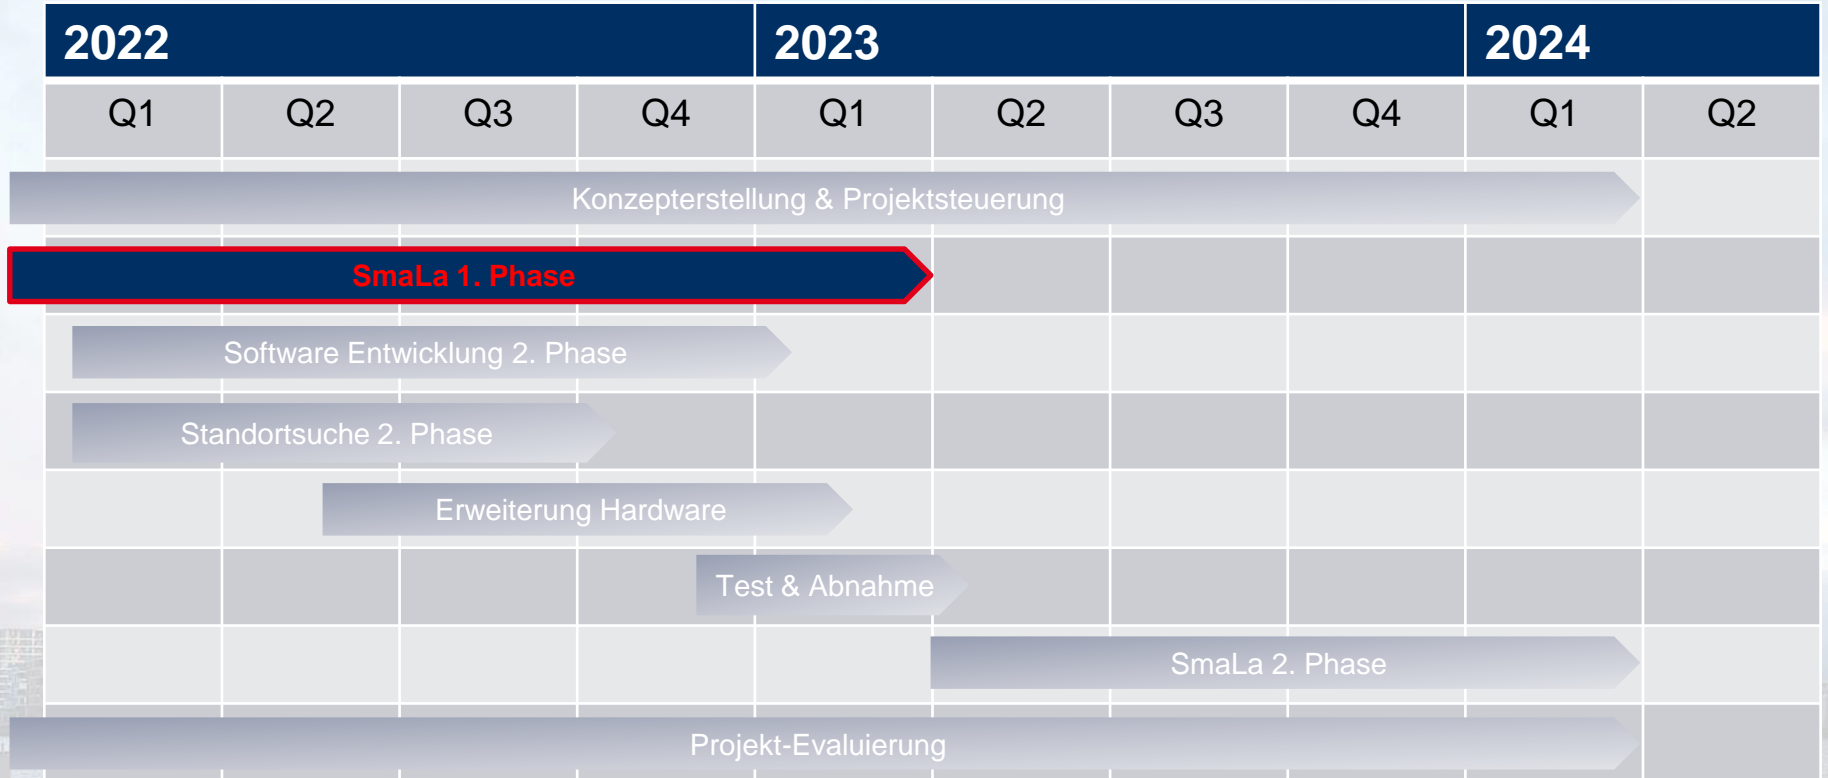 2022 2023 2024
Q1 Q2 Q3 Q4 Q1 Q2 Q3 Q4 Q1 Q2
Konzepterstellung & Projektsteuerung
SmaLa 1. Phase
Software Entwicklung 2. Phase
Standortsuche 2. Phase
Erweiterung Hardware
Test & Abnahme
SmaLa 2. Phase
Projekt-Evaluierung